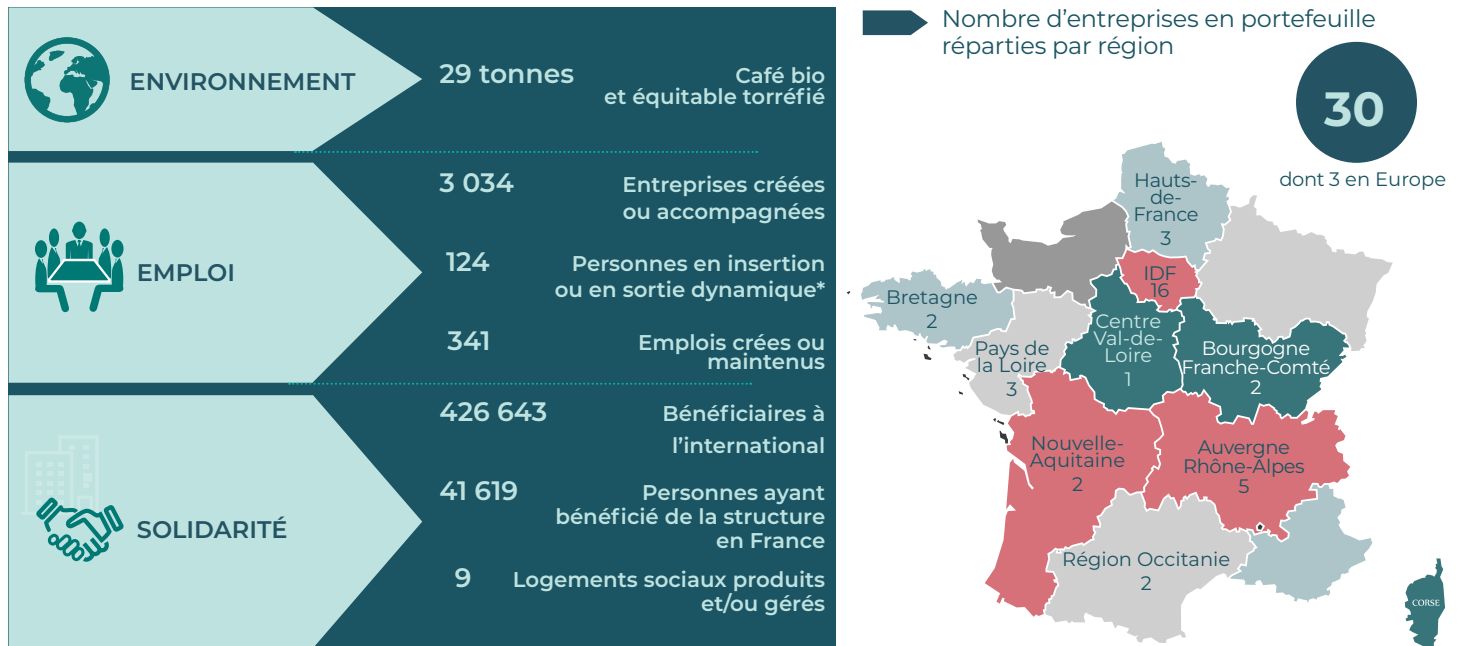 ENVIRONNEMENT
29 tonnes
Café bio
et équitable torréfié
EMPLOI
3 034
Entreprises créées
ou accompagnées
124
Personnes en insertion
ou en sortie dynamique*
341
Emplois crées ou
maintenus
SOLIDARITÉ
426 643
Bénéficiaires à
l'international
41 619
Personnes ayant
bénéficié de la structure
en France
9
Logements sociaux produits
et/ou gérés
Nombre d'entreprises en portefeuille
réparties par région
30
dont 3 en Europe
Hauts-
de-
France
3
IDF
16
Bretagne
2
Centre
Val-de-
Loire
1
Pays de
la Loire
3
Bourgogne
Franche-Comté
2
Nouvelle-
Aquitaine
2
Auvergne
Rhône-Alpes
5
Région Occitanie
2
CORSE